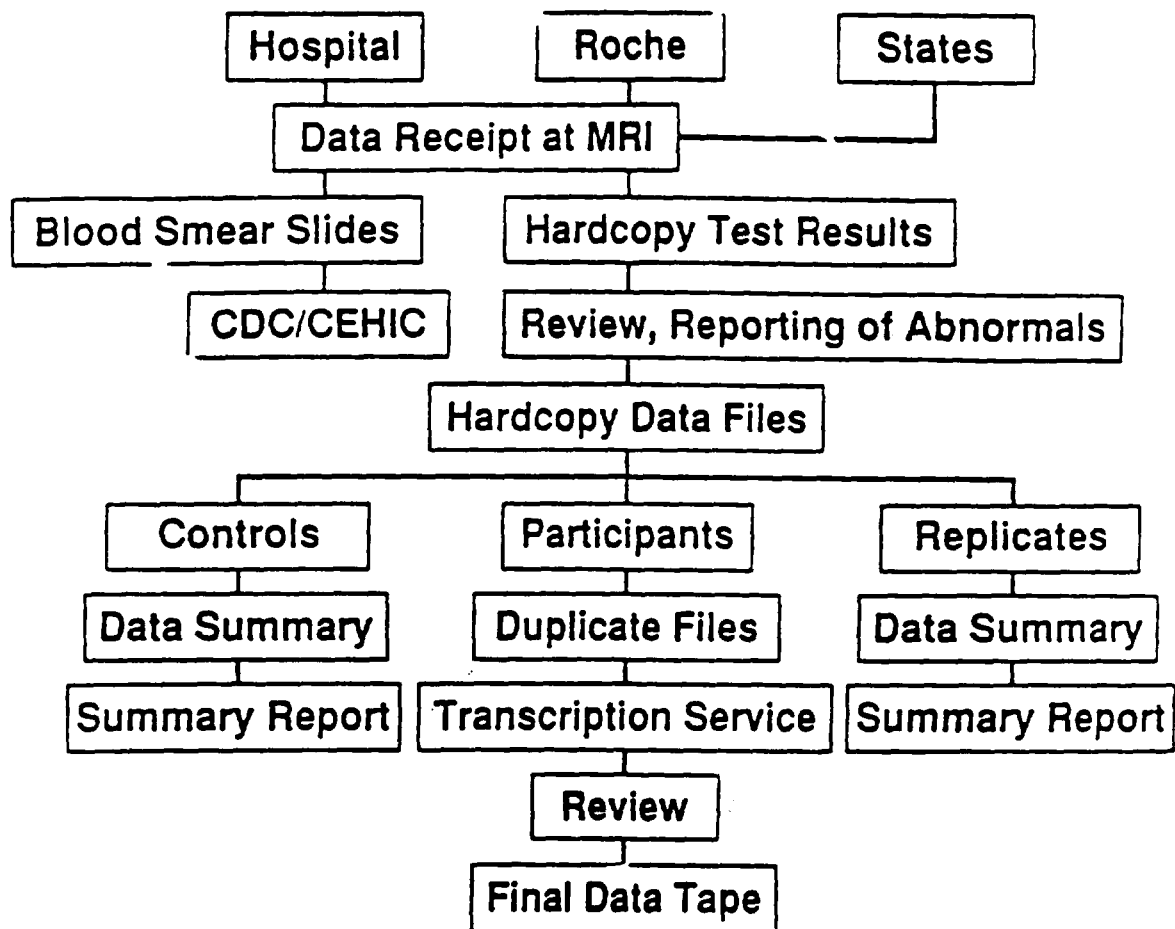 Hospital
Roche
States
Data Receipt at MRI
Blood Smear Slides
Hardcopy Test Results
CDC/CEHIC
Review, Reporting of Abnormals
Hardcopy Data Files
Controls
Participants
Replicates
Data Summary
Duplicate Files
Data Summary
Summary Report
Transcription Service
Summary Report
Review
Final Data Tape